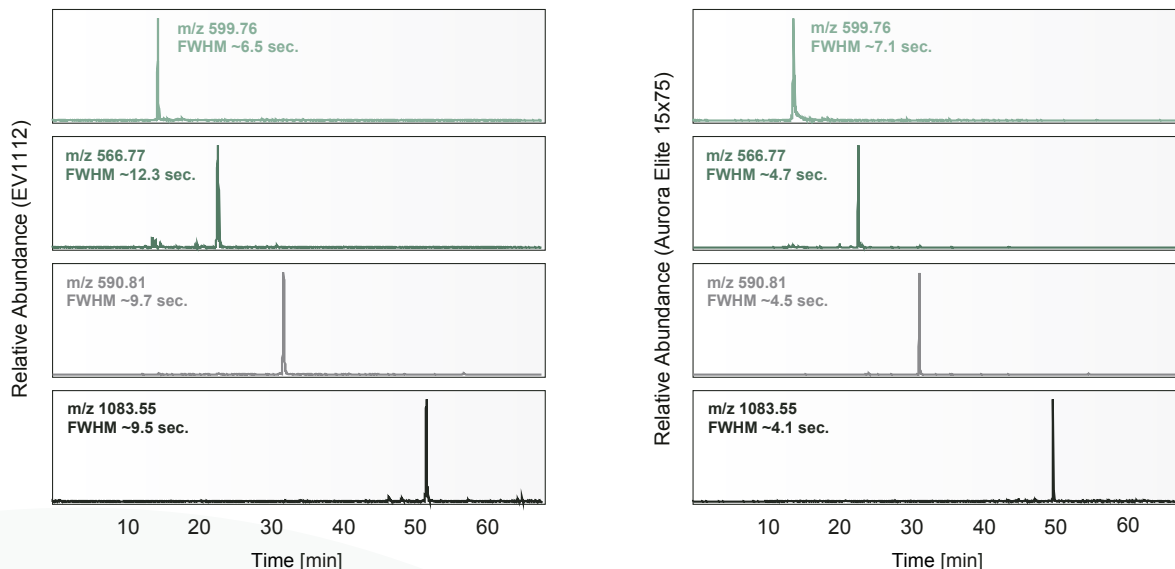 Relative Abundance (EV1112)
m/z 599.76
FWHM ~6.5 sec.
m/z 566.77
FWHM ~12.3 sec.
m/z 590.81
FWHM ~9.7 sec.
m/z 1083.55
FWHM ~9.5 sec.
10 20 30 40 50 60
Time [min]
Relative Abundance (Aurora Elite 15x75)
m/z 599.76
FWHM ~7.1 sec.
m/z 566.77
FWHM ~4.7 sec.
m/z 590.81
FWHM ~4.5 sec.
m/z 1083.55
FWHM ~4.1 sec.
10 20 30 40 50 60
Time [min]